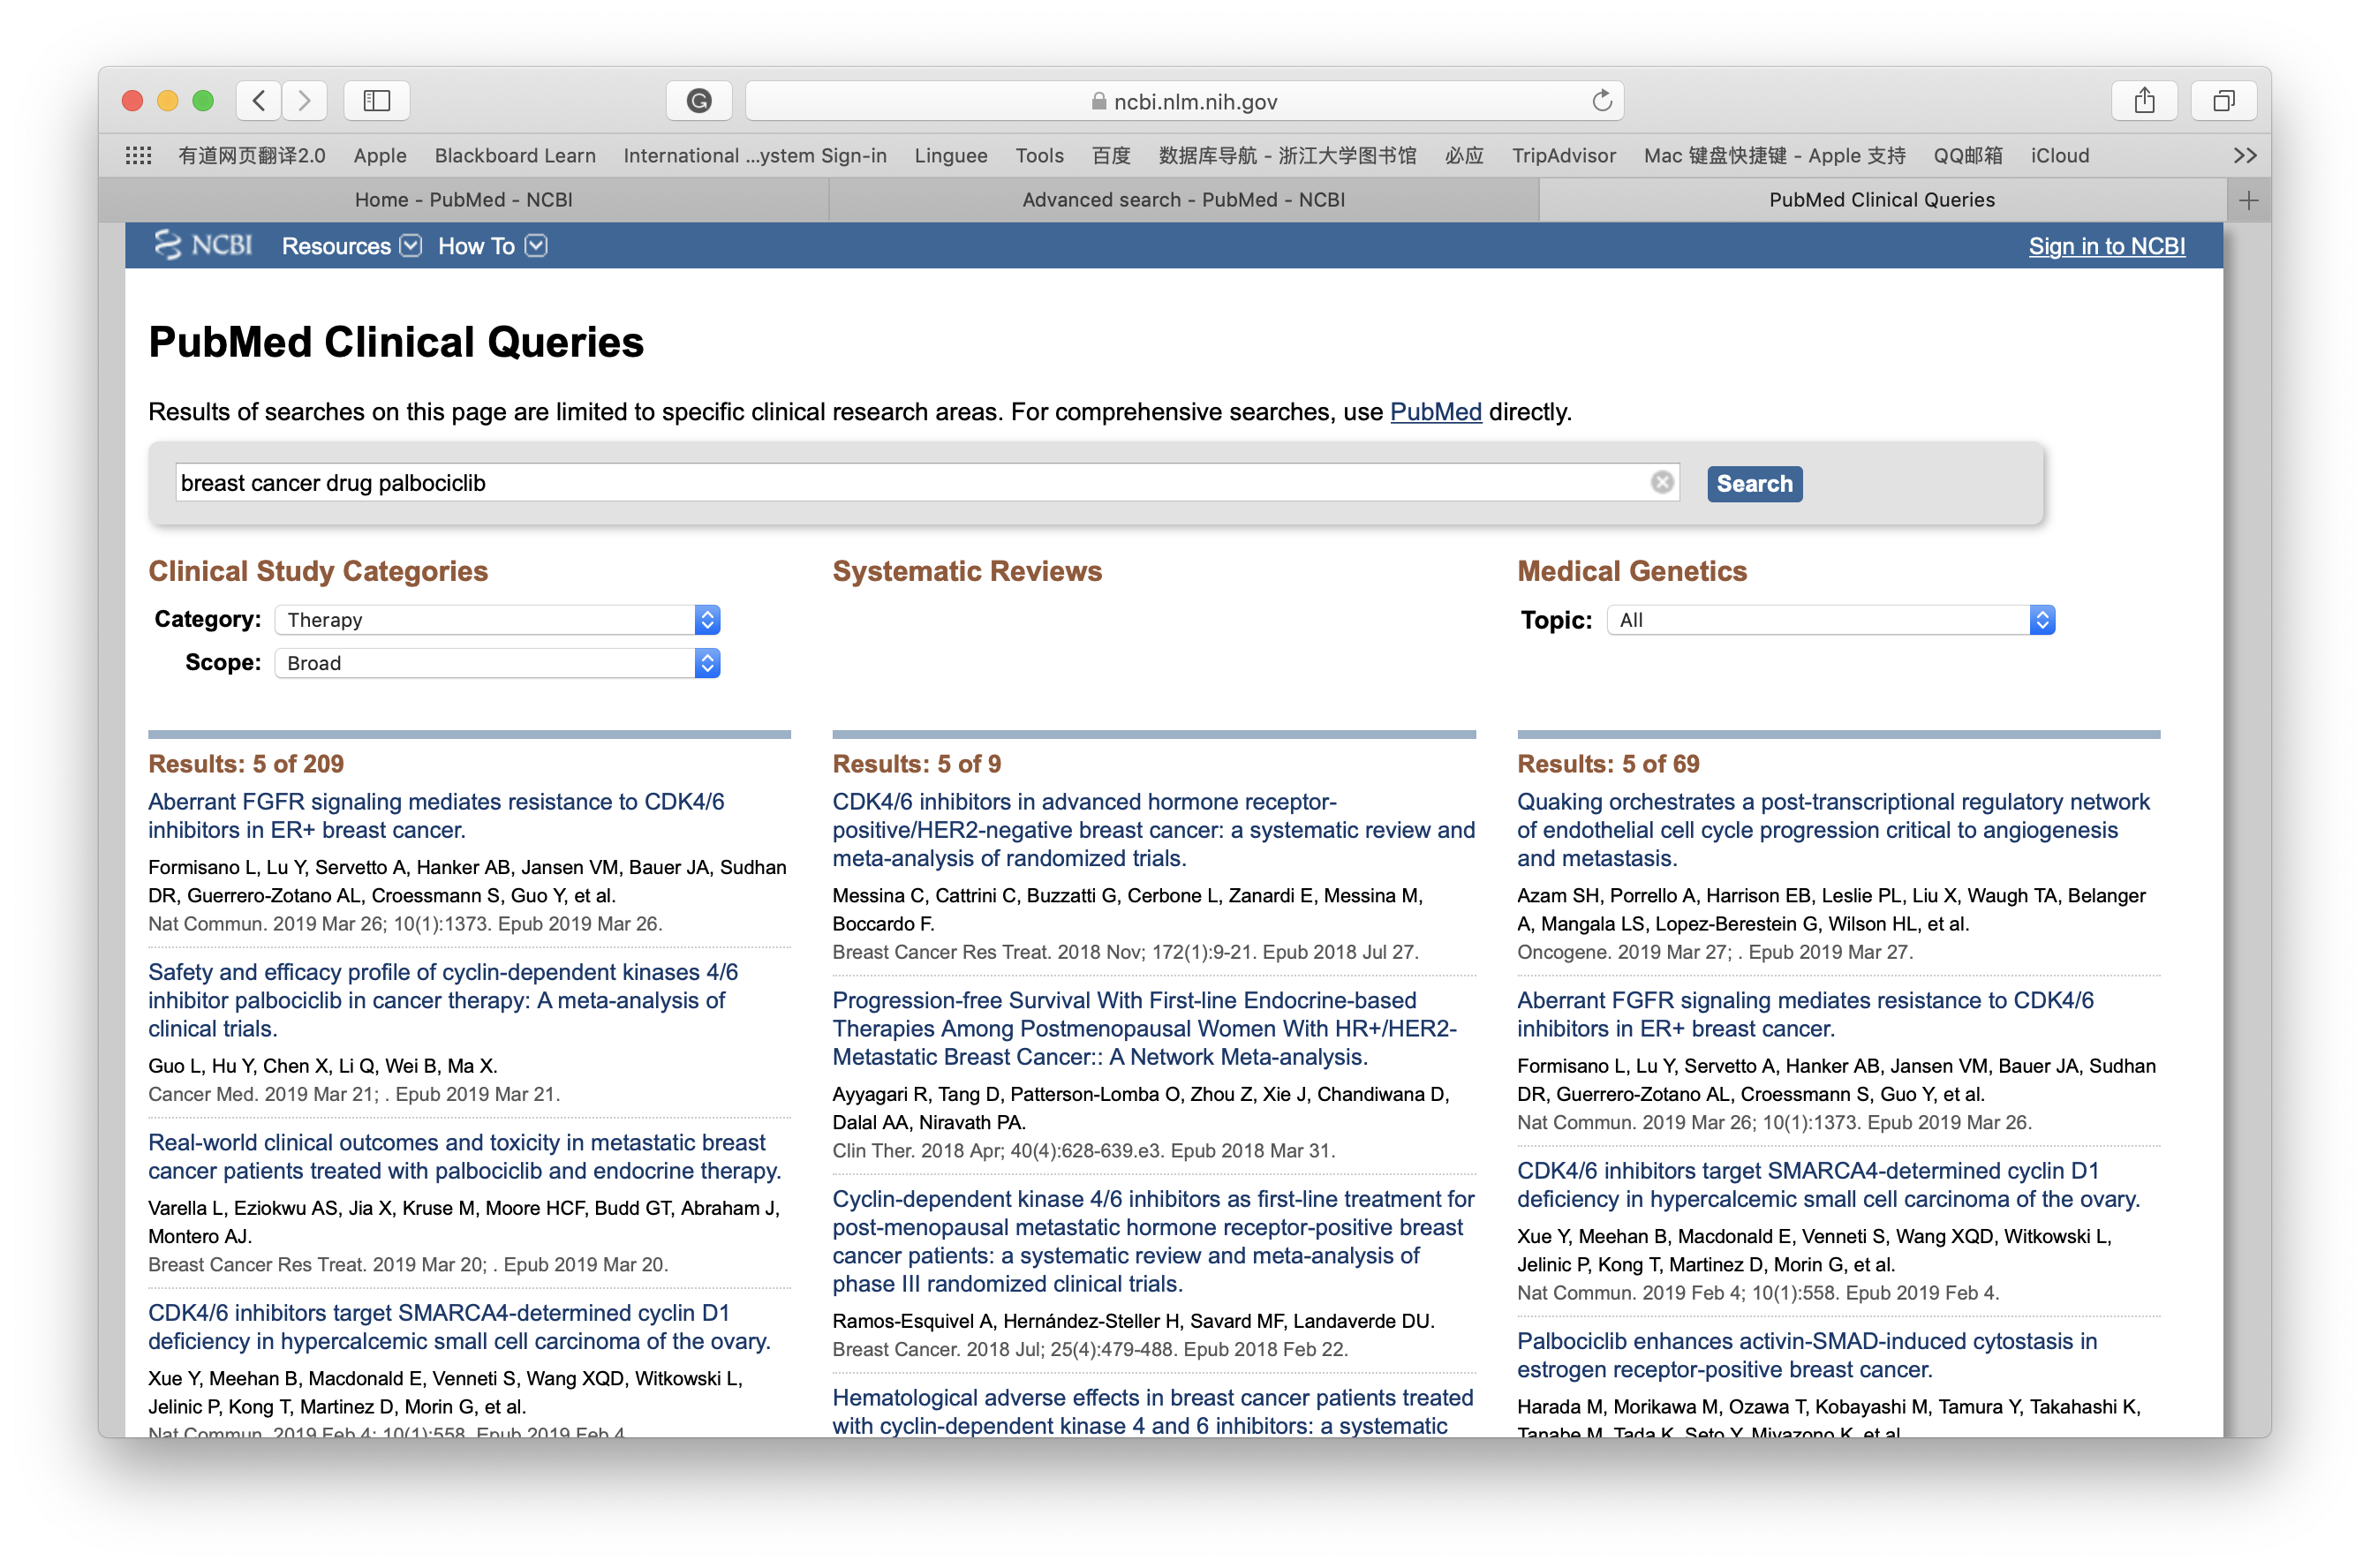 ncbi.nlm.nih.gov
有道网页翻译2.0 Apple Blackboard Learn International ...ystem Sign-in Linguee Tools 百度 数据库导航 - 浙江大学图书馆 必应 TripAdvisor Mac 键盘快捷键 - Apple 支持 QQ邮箱 iCloud
Home - PubMed - NCBI Advanced search - PubMed - NCBI PubMed Clinical Queries
NCBI Resources How To Sign in to NCBI
PubMed Clinical Queries
Results of searches on this page are limited to specific clinical research areas. For comprehensive searches, use PubMed directly.
breast cancer drug palbociclib Search
Clinical Study Categories
Category: Therapy
Scope: Broad
Results: 5 of 209
Aberrant FGFR signaling mediates resistance to CDK4/6
inhibitors in ER+ breast cancer.
Formisano L, Lu Y, Servetto A, Hanker AB, Jansen VM, Bauer JA, Sudhan
DR, Guerrero-Zotano AL, Croessmann S, Guo Y, et al.
Nat Commun. 2019 Mar 26; 10(1):1373. Epub 2019 Mar 26.
Safety and efficacy profile of cyclin-dependent kinases 4/6
inhibitor palbociclib in cancer therapy: A meta-analysis of
clinical trials.
Guo L, Hu Y, Chen X, Li Q, Wei B, Ma X.
Cancer Med. 2019 Mar 21; . Epub 2019 Mar 21.
Real-world clinical outcomes and toxicity in metastatic breast
cancer patients treated with palbociclib and endocrine therapy.
Varella L, Eziokwu AS, Jia X, Kruse M, Moore HCF, Budd GT, Abraham J,
Montero AJ.
Breast Cancer Res Treat. 2019 Mar 20; . Epub 2019 Mar 20.
CDK4/6 inhibitors target SMARCA4-determined cyclin D1
deficiency in hypercalcemic small cell carcinoma of the ovary.
Xue Y, Meehan B, Macdonald E, Venneti S, Wang XQD, Witkowski L,
Jelinic P, Kong T, Martinez D, Morin G, et al.
Nat Commun. 2019 Feb 4; 10(1):558. Epub 2019 Feb 4.
Systematic Reviews
Results: 5 of 9
CDK4/6 inhibitors in advanced hormone receptor-
positive/HER2-negative breast cancer: a systematic review and
meta-analysis of randomized trials.
Messina C, Cattrini C, Buzzatti G, Cerbone L, Zanardi E, Messina M,
Boccardo F.
Breast Cancer Res Treat. 2018 Nov; 172(1):9-21. Epub 2018 Jul 27.
Progression-free Survival With First-line Endocrine-based
Therapies Among Postmenopausal Women With HR+/HER2-
Metastatic Breast Cancer:: A Network Meta-analysis.
Ayyagari R, Tang D, Patterson-Lomba O, Zhou Z, Xie J, Chandiwana D,
Dalal AA, Niravath PA.
Clin Ther. 2018 Apr; 40(4):628-639.e3. Epub 2018 Mar 31.
Cyclin-dependent kinase 4/6 inhibitors as first-line treatment for
post-menopausal metastatic hormone receptor-positive breast
cancer patients: a systematic review and meta-analysis of
phase III randomized clinical trials.
Ramos-Esquivel A, Hernández-Steller H, Savard MF, Landaverde DU.
Breast Cancer. 2018 Jul; 25(4):479-488. Epub 2018 Feb 22.
Hematological adverse effects in breast cancer patients treated
with cyclin-dependent kinase 4 and 6 inhibitors: a systematic
Medical Genetics
Topic: All
Results: 5 of 69
Quaking orchestrates a post-transcriptional regulatory network
of endothelial cell cycle progression critical to angiogenesis
and metastasis.
Azam SH, Porrello A, Harrison EB, Leslie PL, Liu X, Waugh TA, Belanger
A, Mangala LS, Lopez-Berestein G, Wilson HL, et al.
Oncogene. 2019 Mar 27; . Epub 2019 Mar 27.
Aberrant FGFR signaling mediates resistance to CDK4/6
inhibitors in ER+ breast cancer.
Formisano L, Lu Y, Servetto A, Hanker AB, Jansen VM, Bauer JA, Sudhan
DR, Guerrero-Zotano AL, Croessmann S, Guo Y, et al.
Nat Commun. 2019 Mar 26; 10(1):1373. Epub 2019 Mar 26.
CDK4/6 inhibitors target SMARCA4-determined cyclin D1
deficiency in hypercalcemic small cell carcinoma of the ovary.
Xue Y, Meehan B, Macdonald E, Venneti S, Wang XQD, Witkowski L,
Jelinic P, Kong T, Martinez D, Morin G, et al.
Nat Commun. 2019 Feb 4; 10(1):558. Epub 2019 Feb 4.
Palbociclib enhances activin-SMAD-induced cytostasis in
estrogen receptor-positive breast cancer.
Harada M, Morikawa M, Ozawa T, Kobayashi M, Tamura Y, Takahashi K,
Tanabe M, Tada K, Seto Y, Miyazono K, et al.